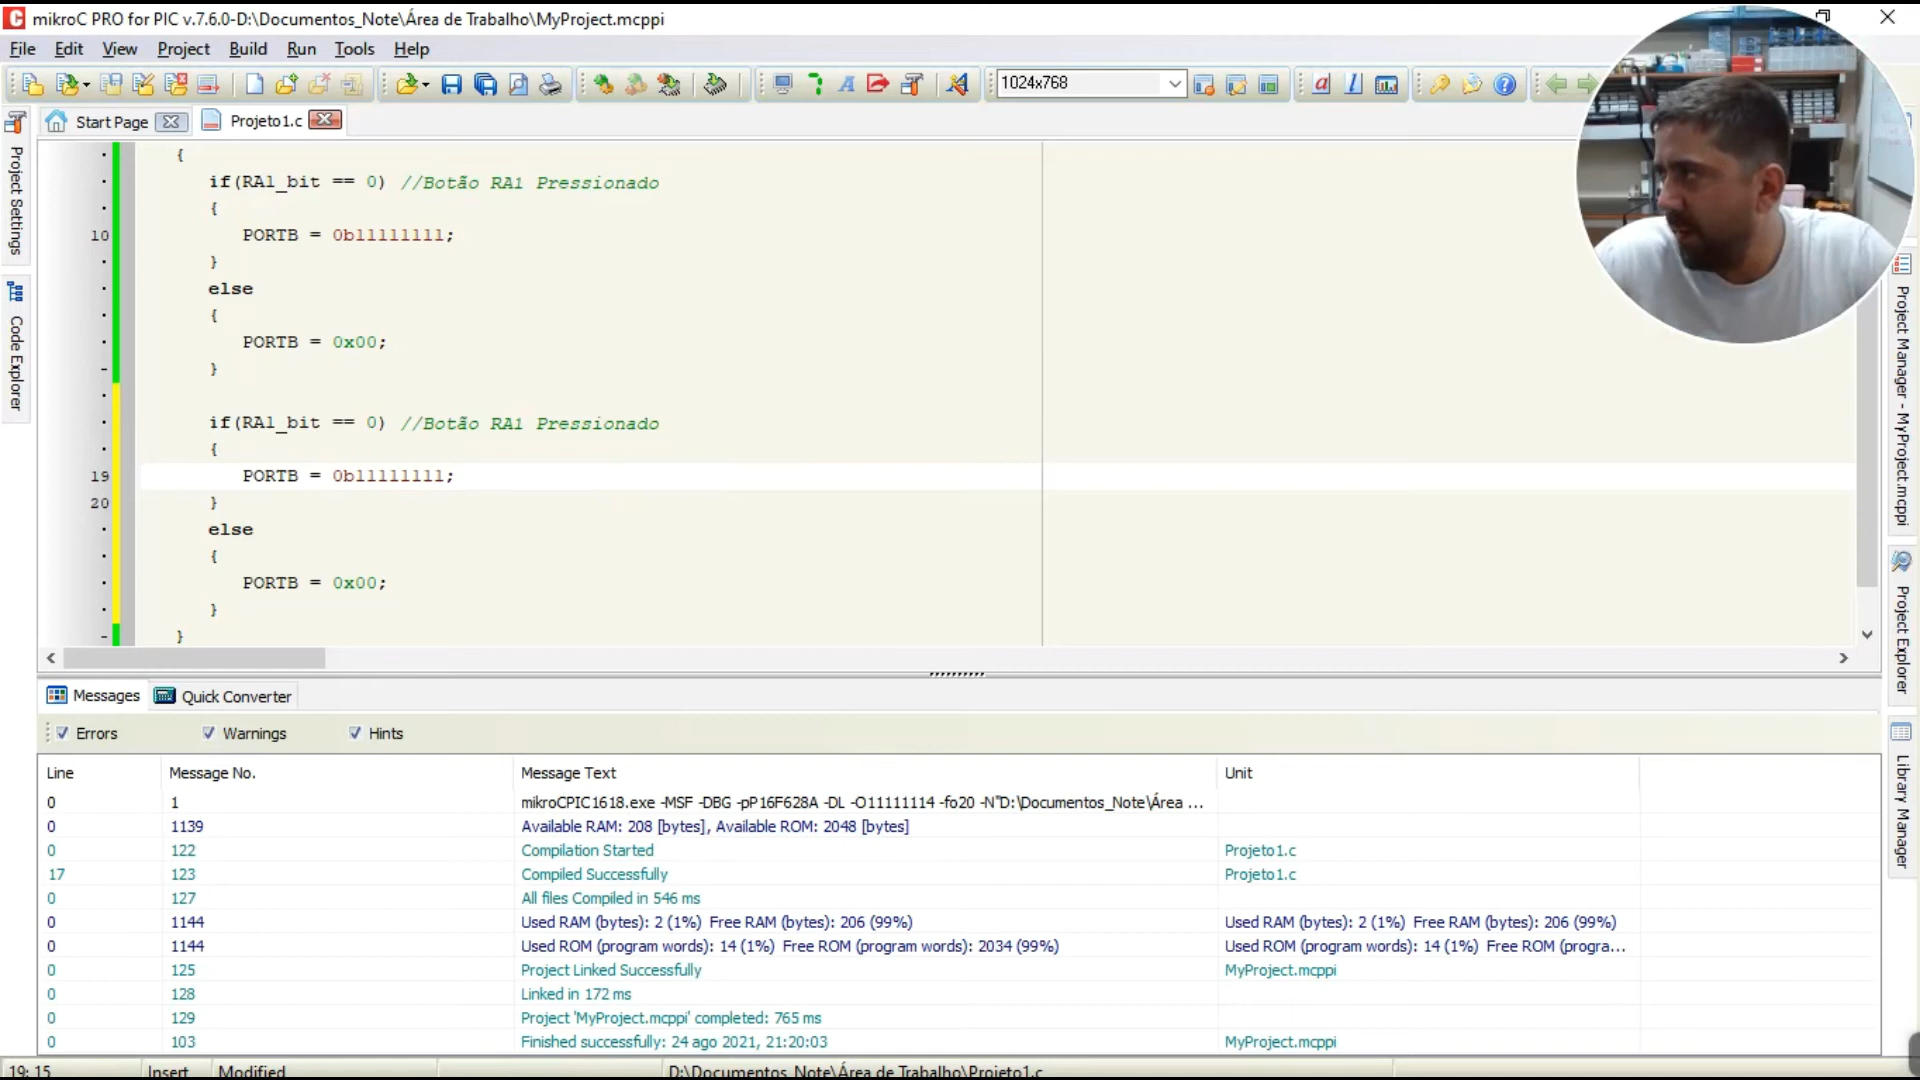 mikroC PRO for PIC v.7.6.0-D:\Documentos_Note\Área de Trabalho\MyProject.mcppi
File Edit View Project Build Run Tools Help
1024x768
Start Page Projeto1.c
Project Settings
Code Explorer
{
if(RA1_bit == 0) //Botão RA1 Pressionado
{
10 PORTB = 0b11111111;
}
else
{
PORTB = 0x00;
}
if(RA1_bit == 0) //Botão RA1 Pressionado
{
19 PORTB = 0b11111111;
20 }
else
{
PORTB = 0x00;
}
}
Project Manager - MyProject.mcppi
Project Explorer
Library Manager
Messages Quick Converter
Errors Warnings Hints
Line Message No. Message Text Unit
0 1 mikroCPIC1618.exe -MSF -DBG -pP16F628A -DL -O11111114 -fo20 -N"D:\Documentos_Note\Área ...
0 1139 Available RAM: 208 [bytes], Available ROM: 2048 [bytes]
0 122 Compilation Started Projeto1.c
17 123 Compiled Successfully Projeto1.c
0 127 All files Compiled in 546 ms
0 1144 Used RAM (bytes): 2 (1%) Free RAM (bytes): 206 (99%) Used RAM (bytes): 2 (1%) Free RAM (bytes): 206 (99%)
0 1144 Used ROM (program words): 14 (1%) Free ROM (program words): 2034 (99%) Used ROM (program words): 14 (1%) Free ROM (progra...
0 125 Project Linked Successfully MyProject.mcppi
0 128 Linked in 172 ms
0 129 Project 'MyProject.mcppi' completed: 765 ms
0 103 Finished successfully: 24 ago 2021, 21:20:03 MyProject.mcppi
19: 15 Insert Modified D:\Documentos_Note\Área de Trabalho\Projeto1.c